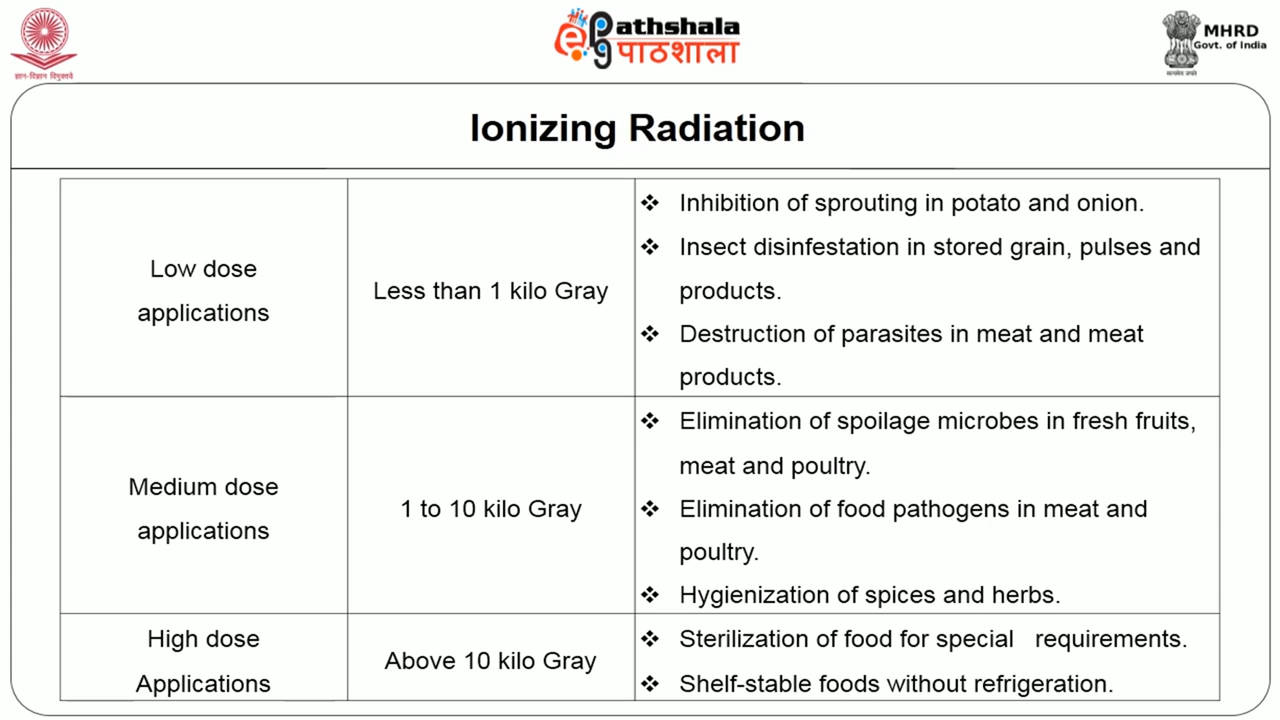 ज्ञान-विज्ञान विमुक्तये
ePathshala
पाठशाला
MHRD
Govt. of India
सत्यमेव जयते
Ionizing Radiation
Low dose
applications
Less than 1 kilo Gray
❖ Inhibition of sprouting in potato and onion.
❖ Insect disinfestation in stored grain, pulses and
products.
❖ Destruction of parasites in meat and meat
products.
Medium dose
applications
1 to 10 kilo Gray
❖ Elimination of spoilage microbes in fresh fruits,
meat and poultry.
❖ Elimination of food pathogens in meat and
poultry.
❖ Hygienization of spices and herbs.
High dose
Applications
Above 10 kilo Gray
❖ Sterilization of food for special requirements.
❖ Shelf-stable foods without refrigeration.